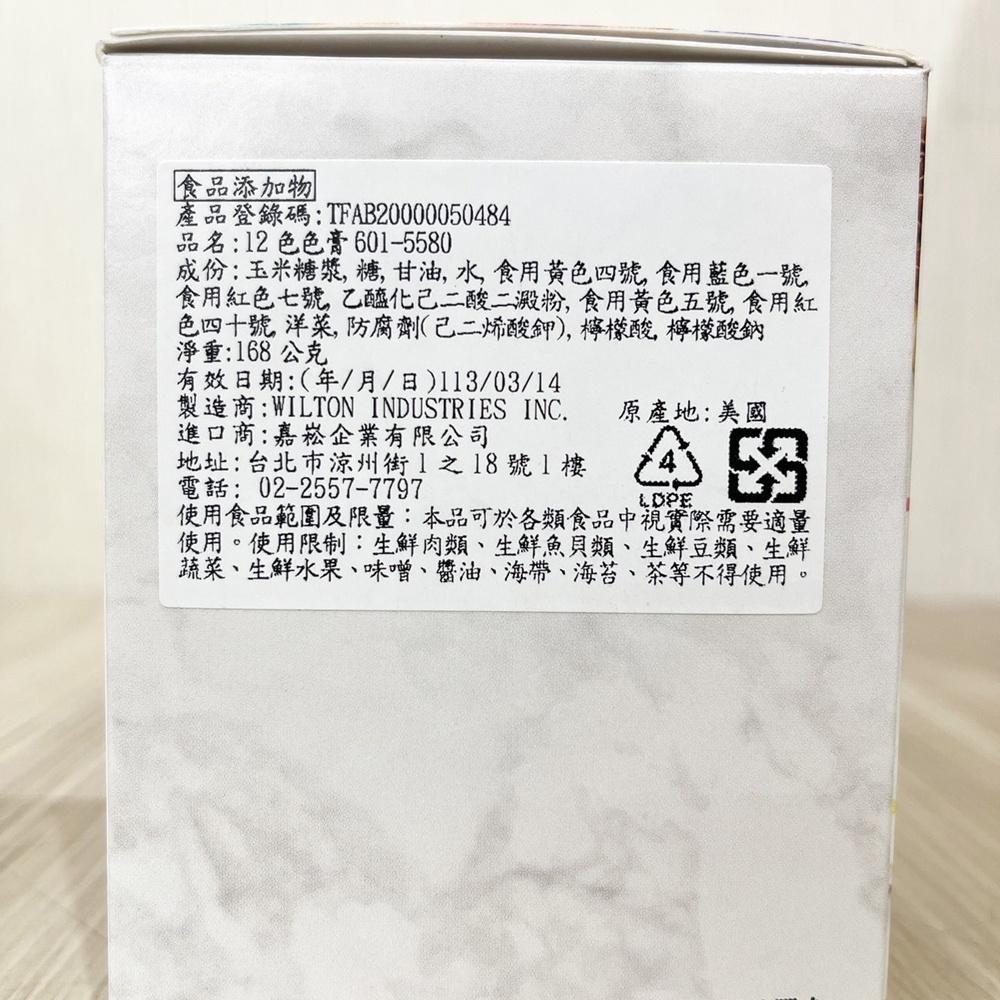 食品添加物
產品登錄碼:TFAB20000050484
品名:12色色膏601-5580
成份:玉米糖漿,糖,甘油,水,食用黃色四號,食用藍色一號,
食用紅色七號,乙醯化己二酸二澱粉,食用黃色五號,食用紅
色四十號,洋菜,防腐劑(己二烯酸鉀),檸檬酸,檸檬酸鈉
淨重:168公克
有效日期:(年/月/日)113/03/14
製造商:WILTON INDUSTRIES INC. 原產地:美國
進口商:嘉崧企業有限公司
地址:台北市涼州街1之18號1樓
電話: 02-2557-7797
4
LDPE
使用食品範圍及限量:本品可於各類食品中視實際需要適量
使用。使用限制:生鮮肉類、生鮮魚貝類、生鮮豆類、生鮮
蔬菜、生鮮水果、味噌、醬油、海帶、海苔、茶等不得使用。